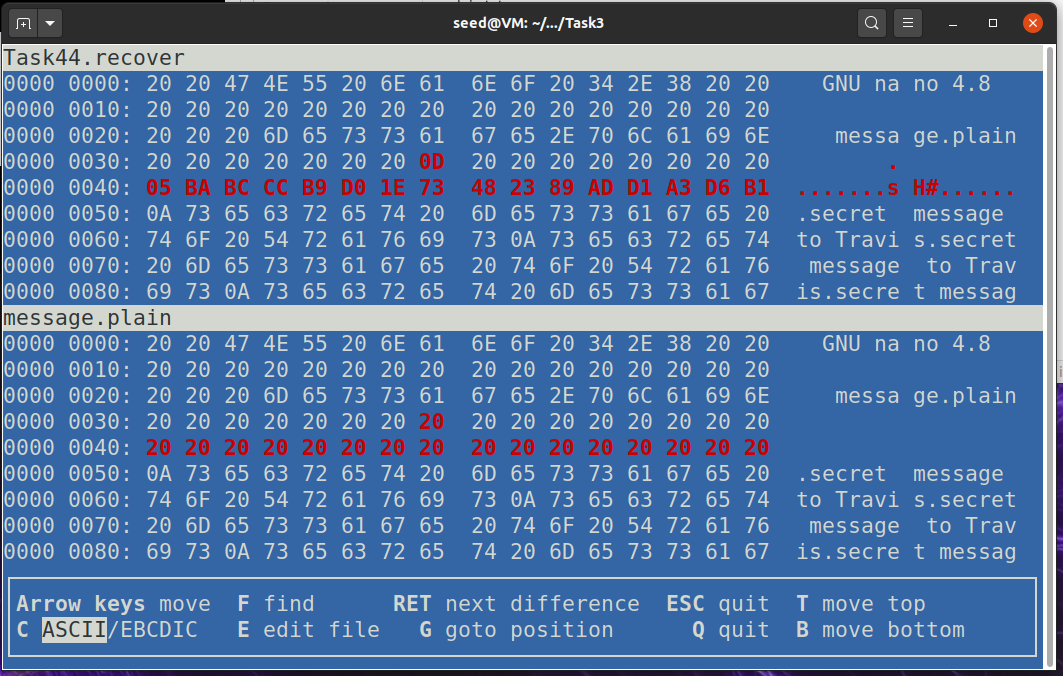 seed@VM: ~/.../Task3
Task44.recover
0000 0000: 20 20 47 4E 55 20 6E 61  6E 6F 20 34 2E 38 20 20    GNU na no 4.8
0000 0010: 20 20 20 20 20 20 20 20  20 20 20 20 20 20 20 20
0000 0020: 20 20 20 6D 65 73 73 61  67 65 2E 70 6C 61 69 6E     messa ge.plain
0000 0030: 20 20 20 20 20 20 20 0D  20 20 20 20 20 20 20 20         .
0000 0040: 05 BA BC CC B9 D0 1E 73  48 23 89 AD D1 A3 D6 B1  .......s H#......
0000 0050: 0A 73 65 63 72 65 74 20  6D 65 73 73 61 67 65 20  .secret  message
0000 0060: 74 6F 20 54 72 61 76 69  73 0A 73 65 63 72 65 74  to Travi s.secret
0000 0070: 20 6D 65 73 73 61 67 65  20 74 6F 20 54 72 61 76   message  to Trav
0000 0080: 69 73 0A 73 65 63 72 65  74 20 6D 65 73 73 61 67  is.secre t messag
message.plain
0000 0000: 20 20 47 4E 55 20 6E 61  6E 6F 20 34 2E 38 20 20    GNU na no 4.8
0000 0010: 20 20 20 20 20 20 20 20  20 20 20 20 20 20 20 20
0000 0020: 20 20 20 6D 65 73 73 61  67 65 2E 70 6C 61 69 6E     messa ge.plain
0000 0030: 20 20 20 20 20 20 20 20  20 20 20 20 20 20 20 20
0000 0040: 20 20 20 20 20 20 20 20  20 20 20 20 20 20 20 20
0000 0050: 0A 73 65 63 72 65 74 20  6D 65 73 73 61 67 65 20  .secret  message
0000 0060: 74 6F 20 54 72 61 76 69  73 0A 73 65 63 72 65 74  to Travi s.secret
0000 0070: 20 6D 65 73 73 61 67 65  20 74 6F 20 54 72 61 76   message  to Trav
0000 0080: 69 73 0A 73 65 63 72 65  74 20 6D 65 73 73 61 67  is.secre t messag
Arrow keys move  F find     RET next difference  ESC quit  T move top
C ASCII/EBCDIC   E edit file   G goto position      Q quit  B move bottom